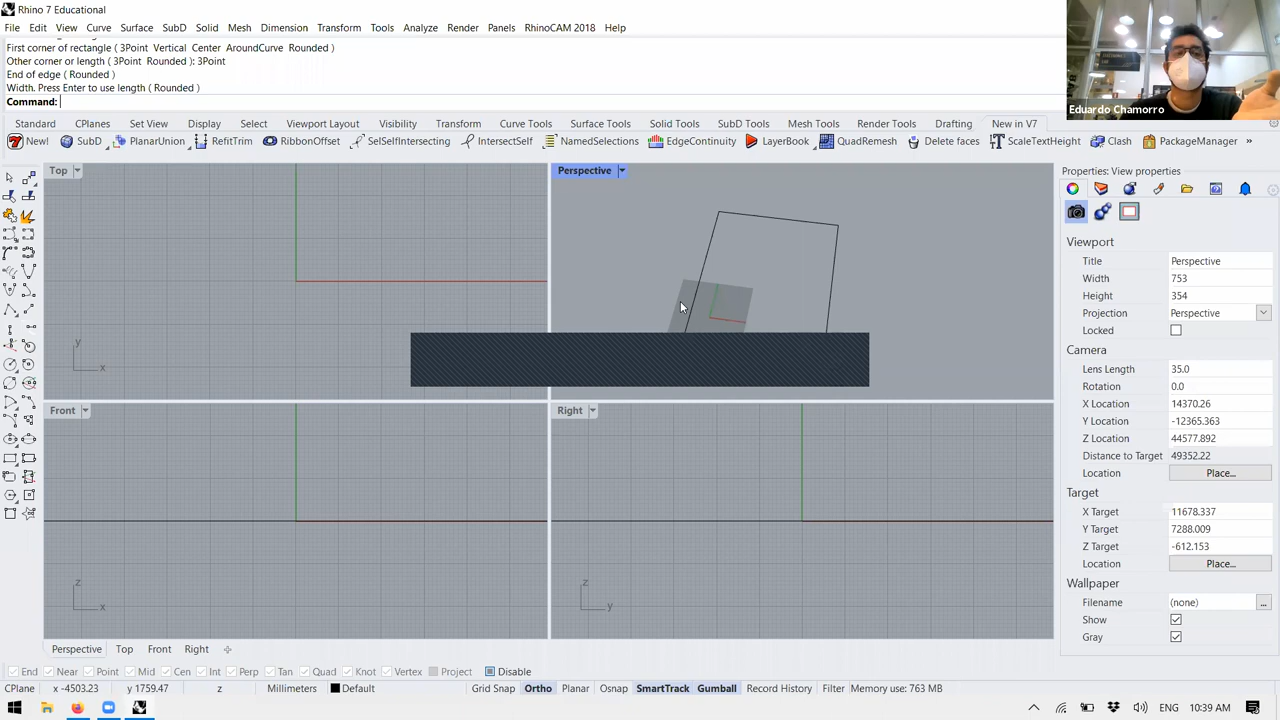 Rhino 7 Educational
File Edit View Curve Surface SubD Solid Mesh Dimension Transform Tools Analyze Render Panels RhinoCAM 2018 Help
First corner of rectangle ( 3Point Vertical Center AroundCurve Rounded )
Other corner or length ( 3Point Rounded ): 3Point
End of edge ( Rounded )
Width. Press Enter to use length ( Rounded )
Command:
Eduardo Chamorro
Standard CPlanes Set View Display Select Viewport Layout Visibility Transform Curve Tools Surface Tools Solid Tools SubD Tools Mesh Tools Render Tools Drafting New in V7
New! SubD PlanarUnion RefitTrim RibbonOffset SelSelfIntersecting IntersectSelf NamedSelections EdgeContinuity LayerBook QuadRemesh Delete faces ScaleTextHeight Clash PackageManager »
Top
Perspective
Properties: View properties
Viewport
Title Perspective
Width 753
Height 354
Projection Perspective
Locked
Camera
Lens Length 35.0
Rotation 0.0
X Location 14370.26
Y Location -12365.363
Z Location 44577.892
Distance to Target 49352.22
Location Place...
Target
X Target 11678.337
Y Target 7288.009
Z Target -612.153
Location Place...
Wallpaper
Filename (none) ...
Show
Gray
y
x
Front
Right
z
x
z
y
Perspective Top Front Right
End Near Point Mid Cen Int Perp Tan Quad Knot Vertex Project Disable
CPlane x -4503.23 y 1759.47 z Millimeters Default Grid Snap Ortho Planar Osnap SmartTrack Gumball Record History Filter Memory use: 763 MB
ENG 10:39 AM